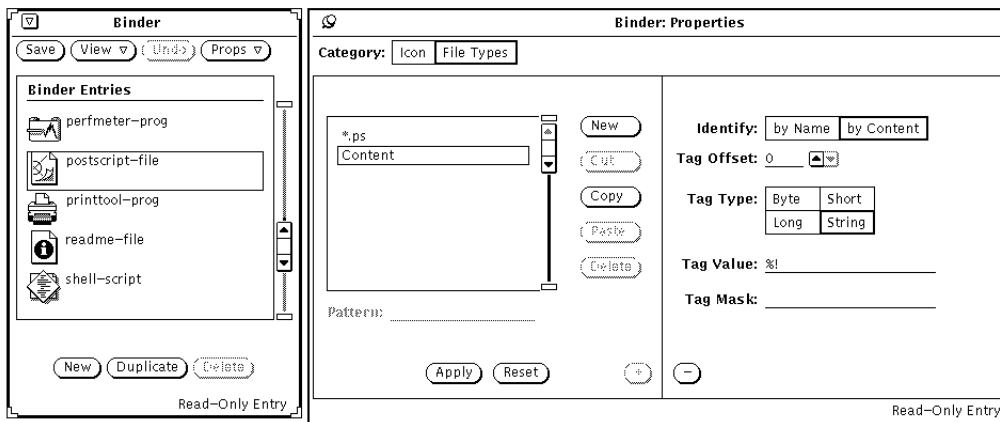 Binder
Save View Undo Props
Binder Entries
perfmeter-prog
postscript-file
printtool-prog
readme-file
shell-script
New Duplicate Delete
Read-Only Entry
Binder: Properties
Category: Icon File Types
*.ps
Content
New
Cut
Copy
Paste
Delete
Pattern:
Apply Reset +
Identify: by Name by Content
Tag Offset: 0
Tag Type: Byte Short
Long String
Tag Value: %!
Tag Mask:
-
Read-Only Entry